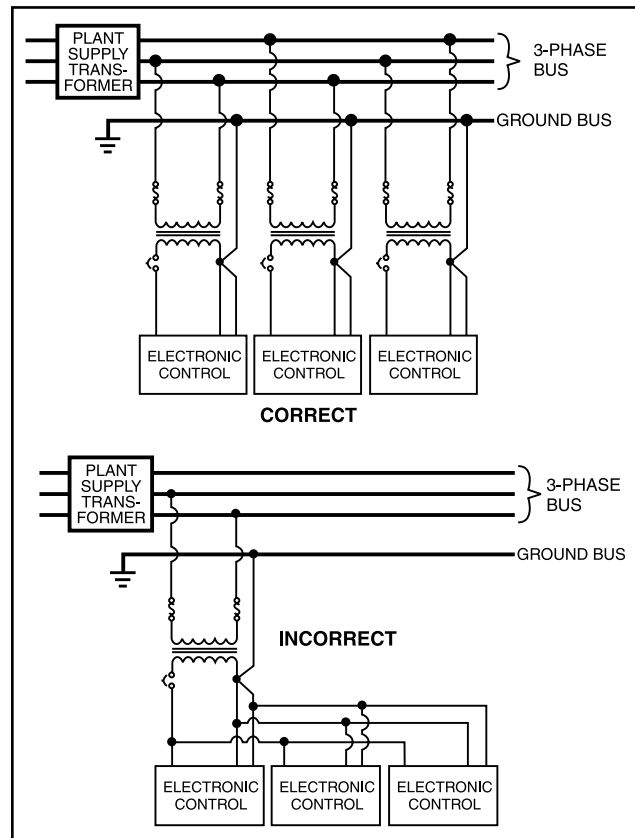 PLANT
SUPPLY
TRANS-
FORMER
3-PHASE
BUS
GROUND BUS
ELECTRONIC
CONTROL
ELECTRONIC
CONTROL
ELECTRONIC
CONTROL
CORRECT
PLANT
SUPPLY
TRANS-
FORMER
3-PHASE
BUS
GROUND BUS
INCORRECT
ELECTRONIC
CONTROL
ELECTRONIC
CONTROL
ELECTRONIC
CONTROL